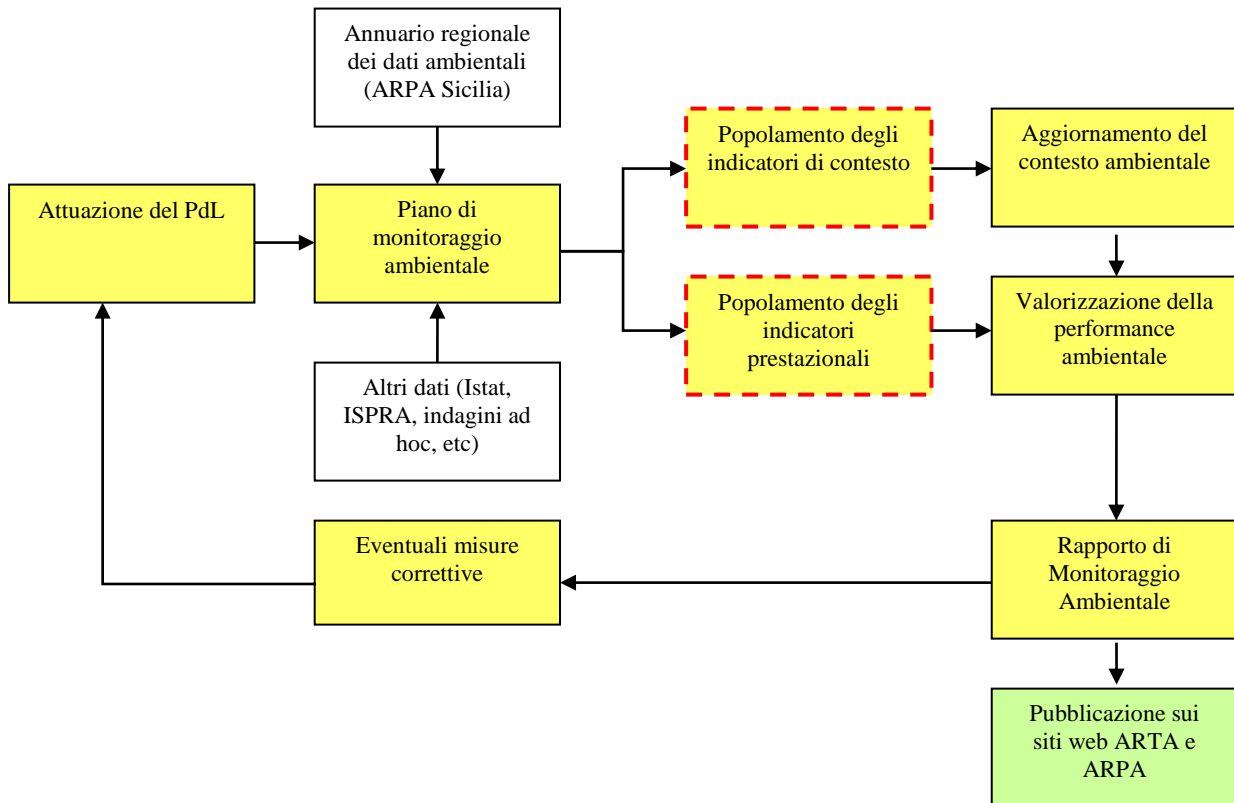 Annuario regionale
dei dati ambientali
(ARPA Sicilia)
Popolamento degli
indicatori di contesto
Aggiornamento del
contesto ambientale
Attuazione del PdL
Piano di
monitoraggio
ambientale
Popolamento degli
indicatori
prestazionali
Valorizzazione della
performance
ambientale
Altri dati (Istat,
ISPRA, indagini ad
hoc, etc)
Eventuali misure
correttive
Rapporto di
Monitoraggio
Ambientale
Pubblicazione sui
siti web ARTA e
ARPA